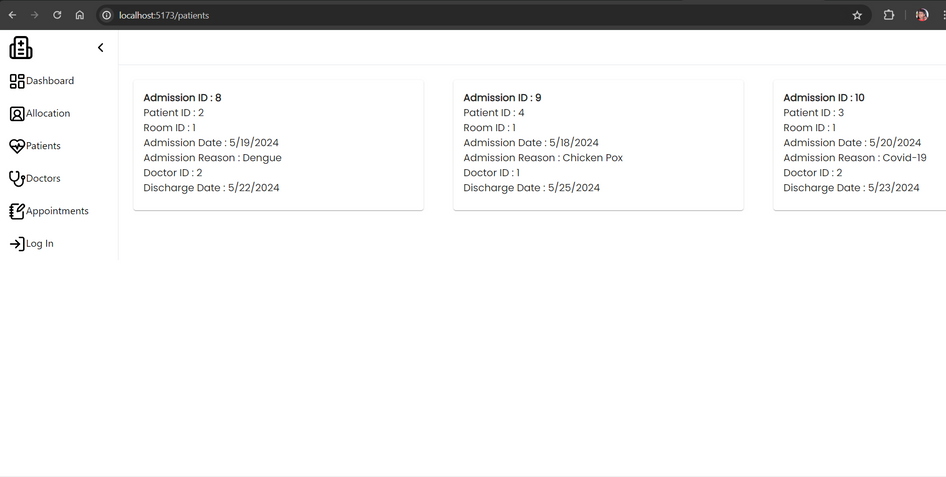 localhost:5173/patients
Dashboard
Allocation
Patients
Doctors
Appointments
Log In
Admission ID : 8
Patient ID : 2
Room ID : 1
Admission Date : 5/19/2024
Admission Reason : Dengue
Doctor ID : 2
Discharge Date : 5/22/2024
Admission ID : 9
Patient ID : 4
Room ID : 1
Admission Date : 5/18/2024
Admission Reason : Chicken Pox
Doctor ID : 1
Discharge Date : 5/25/2024
Admission ID : 10
Patient ID : 3
Room ID : 1
Admission Date : 5/20/2024
Admission Reason : Covid-19
Doctor ID : 2
Discharge Date : 5/23/2024